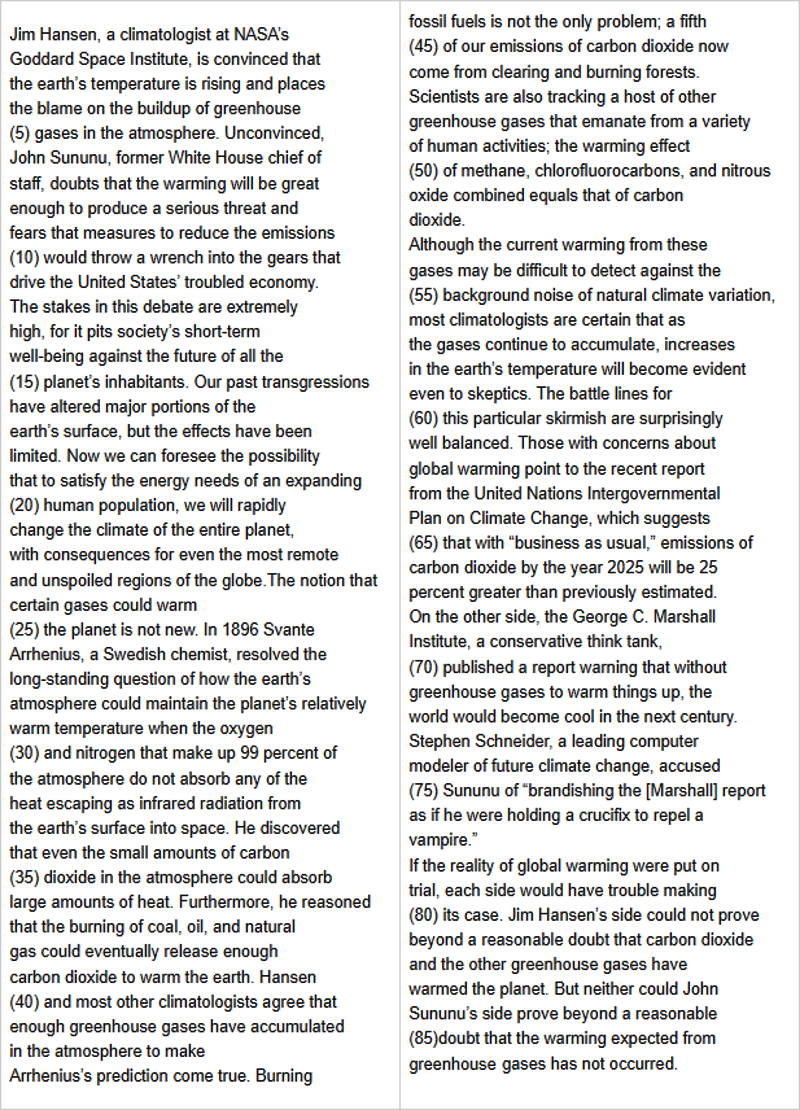 Jim Hansen, a climatologist at NASA's
Goddard Space Institute, is convinced that
the earth's temperature is rising and places
the blame on the buildup of greenhouse
(5) gases in the atmosphere. Unconvinced,
John Sununu, former White House chief of
staff, doubts that the warming will be great
enough to produce a serious threat and
fears that measures to reduce the emissions
(10) would throw a wrench into the gears that
drive the United States' troubled economy.
The stakes in this debate are extremely
high, for it pits society's short-term
well-being against the future of all the
(15) planet's inhabitants. Our past transgressions
have altered major portions of the
earth's surface, but the effects have been
limited. Now we can foresee the possibility
that to satisfy the energy needs of an expanding
(20) human population, we will rapidly
change the climate of the entire planet,
with consequences for even the most remote
and unspoiled regions of the globe.The notion that
certain gases could warm
(25) the planet is not new. In 1896 Svante
Arrhenius, a Swedish chemist, resolved the
long-standing question of how the earth's
atmosphere could maintain the planet's relatively
warm temperature when the oxygen
(30) and nitrogen that make up 99 percent of
the atmosphere do not absorb any of the
heat escaping as infrared radiation from
the earth's surface into space. He discovered
that even the small amounts of carbon
(35) dioxide in the atmosphere could absorb
large amounts of heat. Furthermore, he reasoned
that the burning of coal, oil, and natural
gas could eventually release enough
carbon dioxide to warm the earth. Hansen
(40) and most other climatologists agree that
enough greenhouse gases have accumulated
in the atmosphere to make
Arrhenius's prediction come true. Burning
fossil fuels is not the only problem; a fifth
(45) of our emissions of carbon dioxide now
come from clearing and burning forests.
Scientists are also tracking a host of other
greenhouse gases that emanate from a variety
of human activities; the warming effect
(50) of methane, chlorofluorocarbons, and nitrous
oxide combined equals that of carbon
dioxide.
Although the current warming from these
gases may be difficult to detect against the
(55) background noise of natural climate variation,
most climatologists are certain that as
the gases continue to accumulate, increases
in the earth's temperature will become evident
even to skeptics. The battle lines for
(60) this particular skirmish are surprisingly
well balanced. Those with concerns about
global warming point to the recent report
from the United Nations Intergovernmental
Plan on Climate Change, which suggests
(65) that with "business as usual," emissions of
carbon dioxide by the year 2025 will be 25
percent greater than previously estimated.
On the other side, the George C. Marshall
Institute, a conservative think tank,
(70) published a report warning that without
greenhouse gases to warm things up, the
world would become cool in the next century.
Stephen Schneider, a leading computer
modeler of future climate change, accused
(75) Sununu of "brandishing the [Marshall] report
as if he were holding a crucifix to repel a
vampire."
If the reality of global warming were put on
trial, each side would have trouble making
(80) its case. Jim Hansen's side could not prove
beyond a reasonable doubt that carbon dioxide
and the other greenhouse gases have
warmed the planet. But neither could John
Sununu's side prove beyond a reasonable
(85)doubt that the warming expected from
greenhouse gases has not occurred.